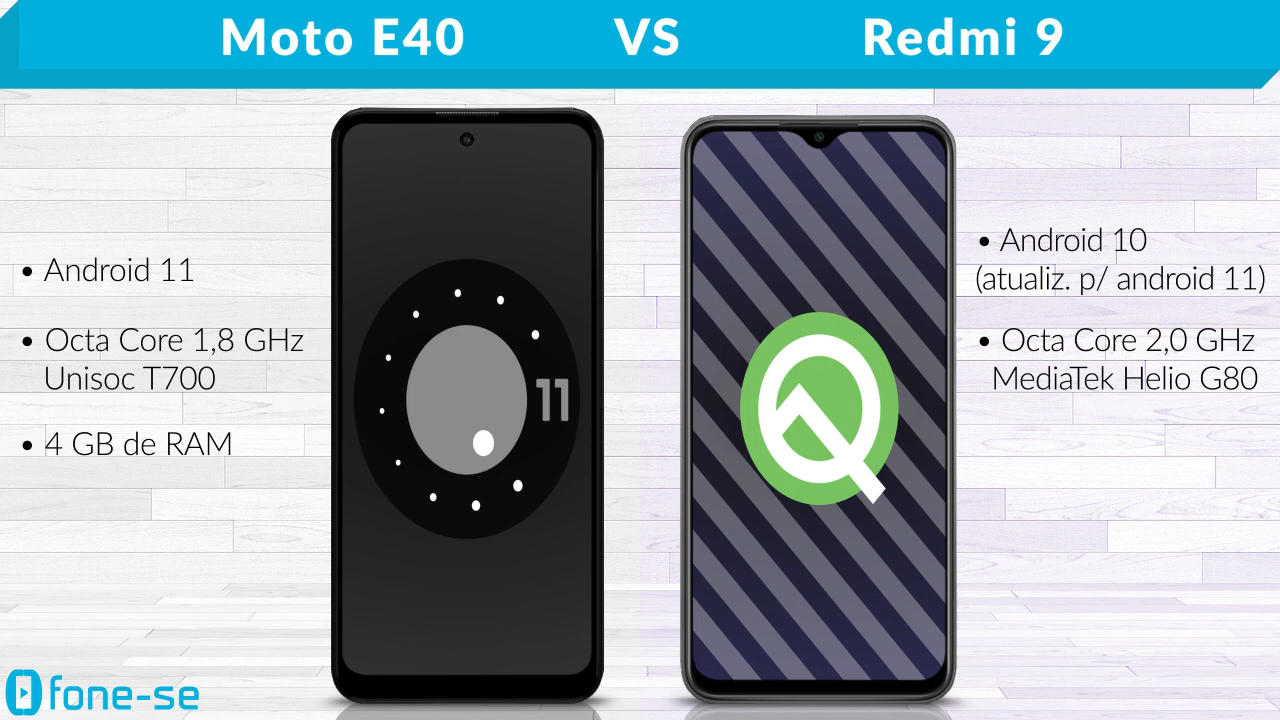 Moto E40 VS Redmi 9
• Android 11
• Octa Core 1,8 GHz
Unisoc T700
• 4 GB de RAM
11
• Android 10
(atualiz. p/ android 11)
• Octa Core 2,0 GHz
MediaTek Helio G80
fone-se